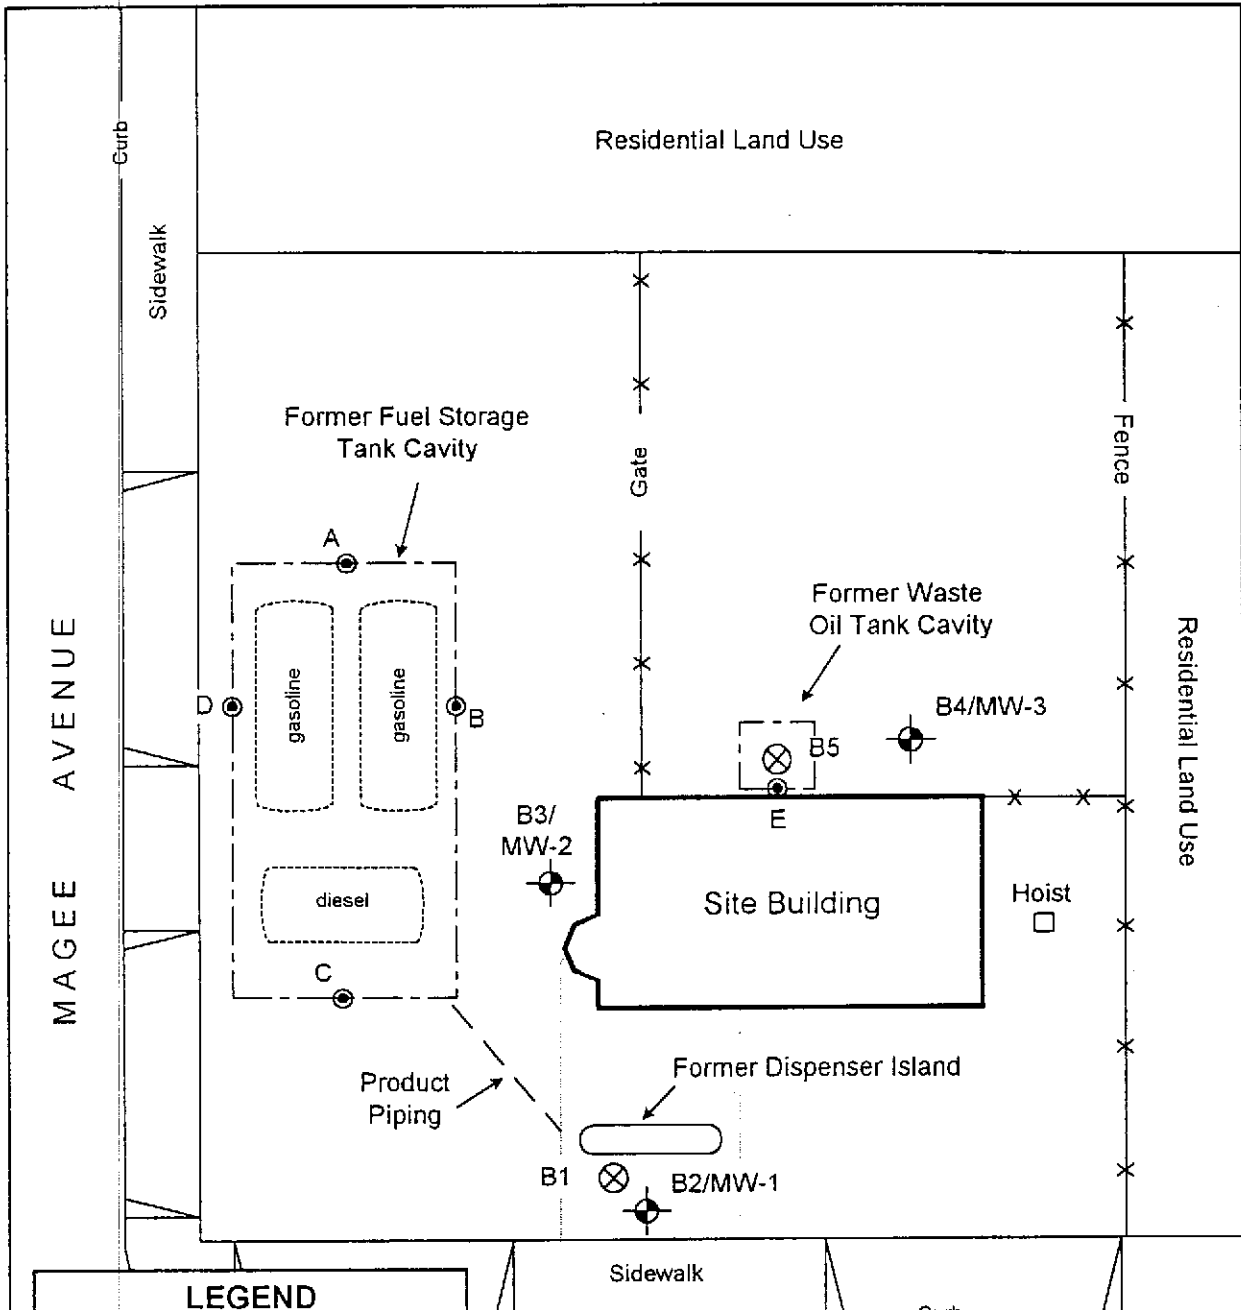 Residential Land Use
Curb
Sidewalk
Former Fuel Storage
Tank Cavity
Gate
Fence
A
Former Waste
Oil Tank Cavity
MAGEE AVENUE
gasoline
gasoline
D
B
B5
B4/MW-3
Residential Land Use
E
B3/
MW-2
diesel
Site Building
Hoist
C
Product
Piping
Former Dispenser Island
B1
B2/MW-1
Sidewalk
LEGEND